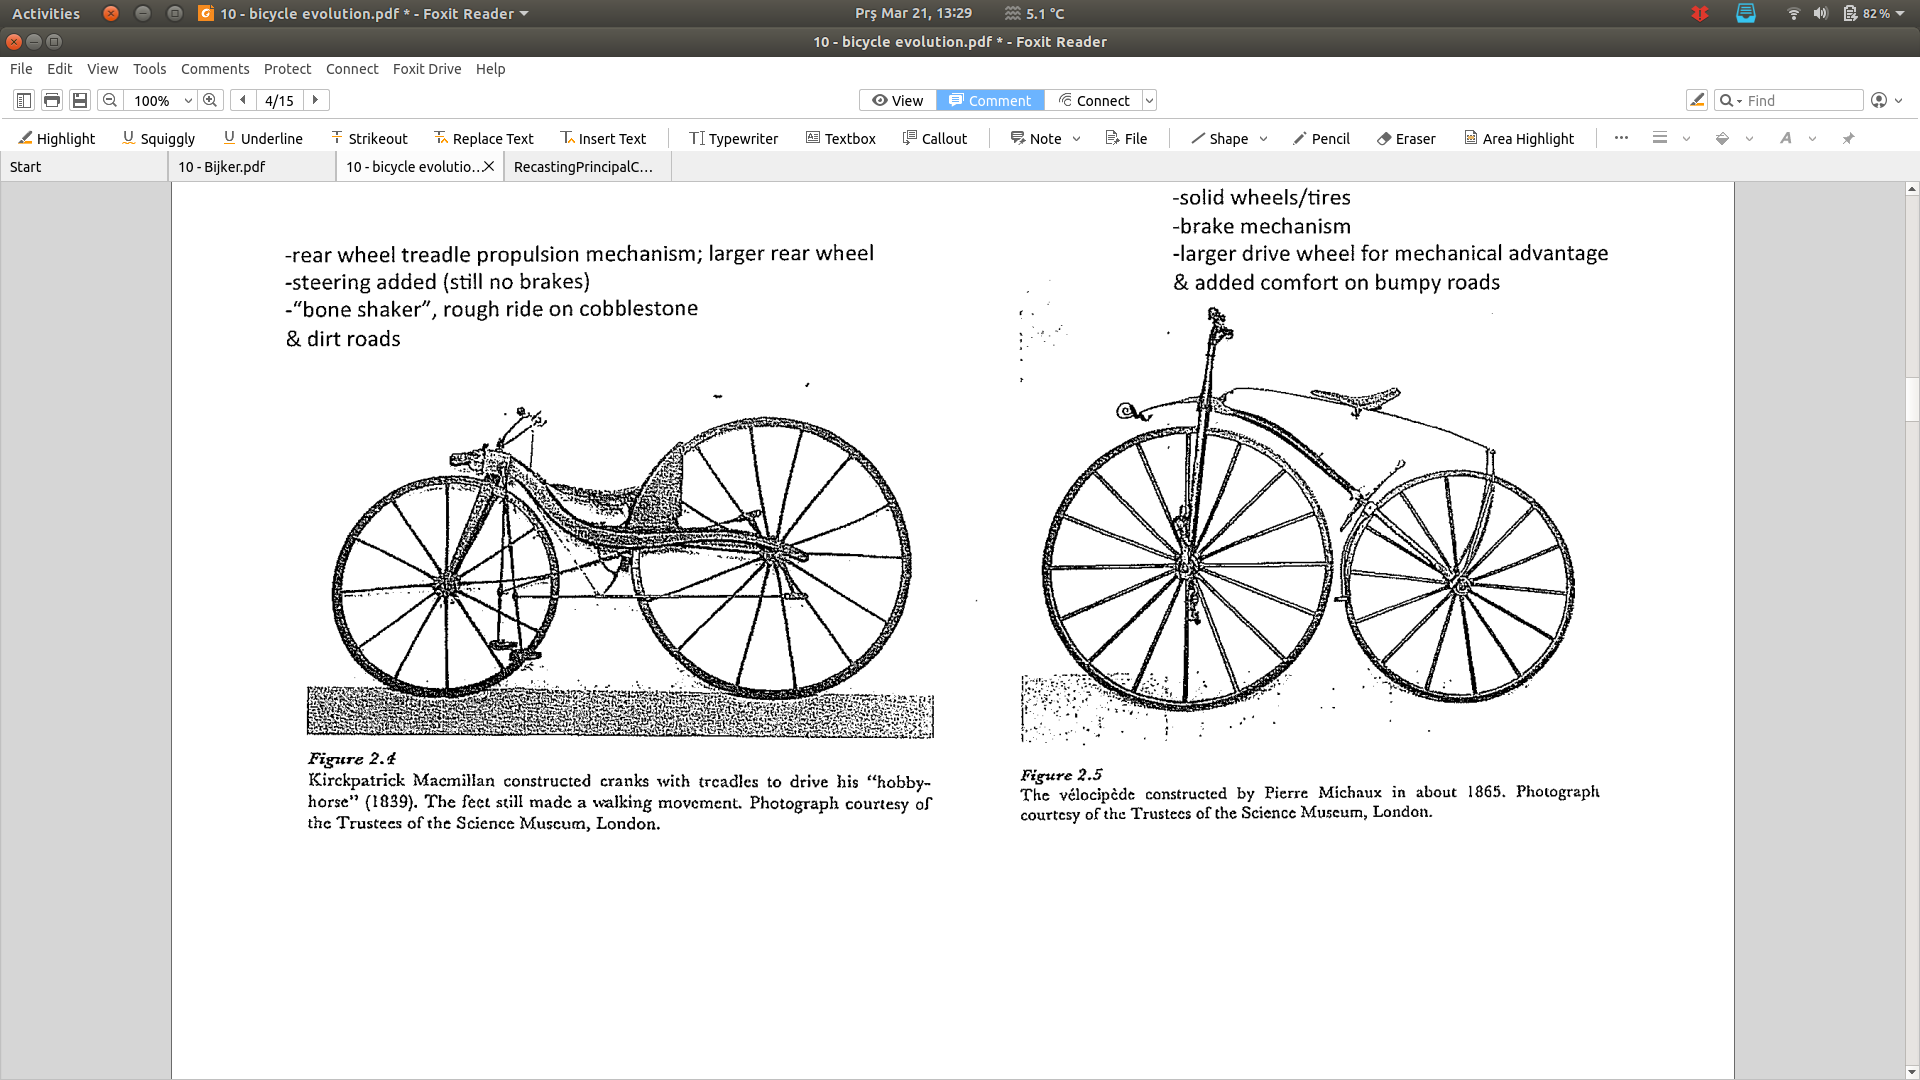 Activities
10 - bicycle evolution.pdf * - Foxit Reader
Prş Mar 21, 13:29
5.1 °C
82 %
10 - bicycle evolution.pdf * - Foxit Reader
File Edit View Tools Comments Protect Connect Foxit Drive Help
100%
4/15
View
Comment
Connect
Find
Highlight Squiggly Underline Strikeout Replace Text Insert Text Typewriter Textbox Callout Note File Shape Pencil Eraser Area Highlight
Start
10 - Bijker.pdf
10 - bicycle evolutio...
RecastingPrincipalC...
-rear wheel treadle propulsion mechanism; larger rear wheel
-steering added (still no brakes)
-“bone shaker”, rough ride on cobblestone
& dirt roads
Figure 2.4
Kirckpatrick Macmillan constructed cranks with treadles to drive his “hobby-
horse” (1839). The feet still made a walking movement. Photograph courtesy of
the Trustees of the Science Museum, London.
-solid wheels/tires
-brake mechanism
-larger drive wheel for mechanical advantage
& added comfort on bumpy roads
Figure 2.5
The vélocipède constructed by Pierre Michaux in about 1865. Photograph
courtesy of the Trustees of the Science Museum, London.